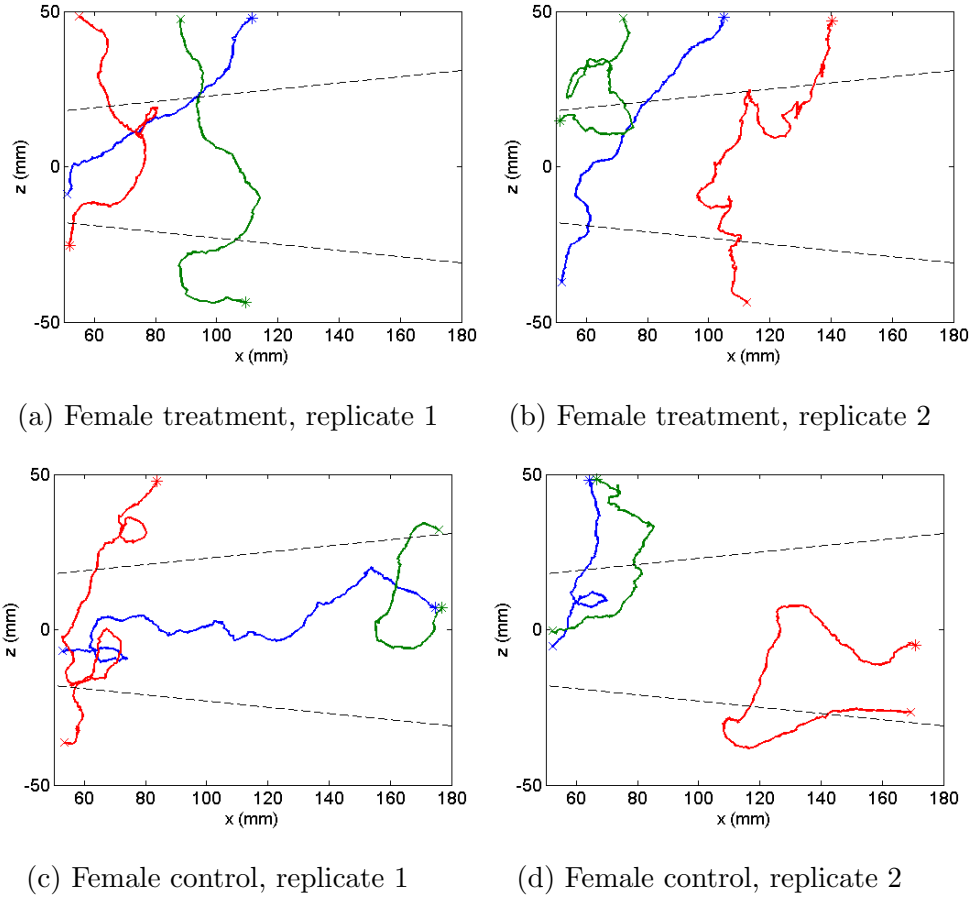 50
0
-50
z (mm)
60 80 100 120 140 160 180
x (mm)
(a) Female treatment, replicate 1
50
0
-50
z (mm)
60 80 100 120 140 160 180
x (mm)
(b) Female treatment, replicate 2
50
0
-50
z (mm)
60 80 100 120 140 160 180
x (mm)
(c) Female control, replicate 1
50
0
-50
z (mm)
60 80 100 120 140 160 180
x (mm)
(d) Female control, replicate 2